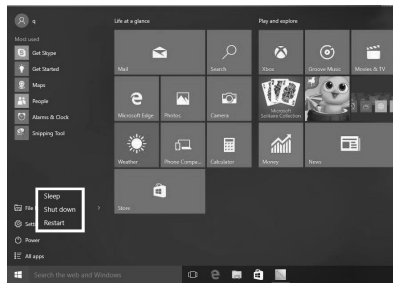 q
Life at a glance
Play and explore
Most used
Get Skype
Get Started
Maps
People
Alarms & Clock
Snipping Tool
Mail
Search
Xbox
Groove Music
Movies & TV
Microsoft Edge
Photos
Camera
Microsoft
Solitaire Collection
Weather
Phone Compa...
Calculator
Money
News
Store
Sleep
Shut down
Restart
File
Sett
Power
All apps
Search the web and Windows